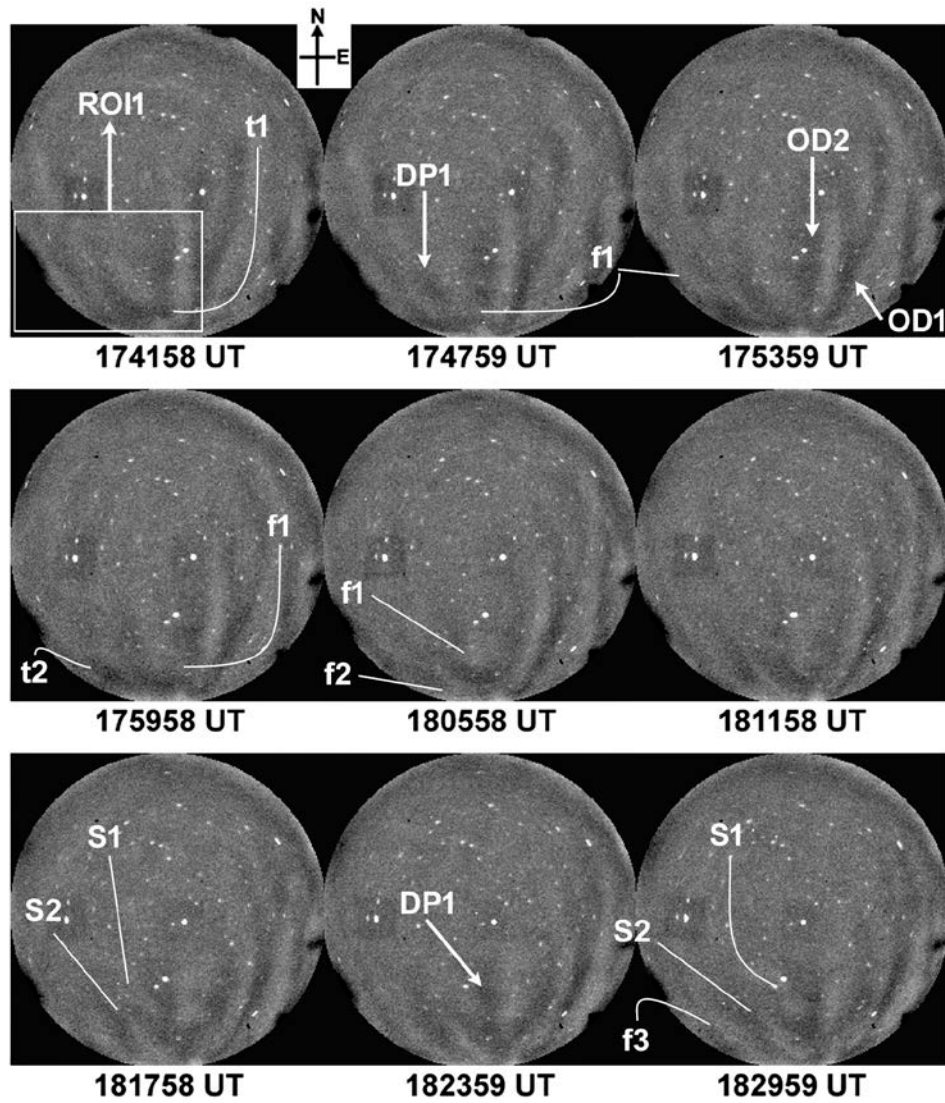 N
E
ROI1
t1
DP1
f1
OD2
OD1
174158 UT
174759 UT
175359 UT
f1
t2
f1
f2
175958 UT
180558 UT
181158 UT
S1
S2
DP1
S1
S2
f3
181758 UT
182359 UT
182959 UT